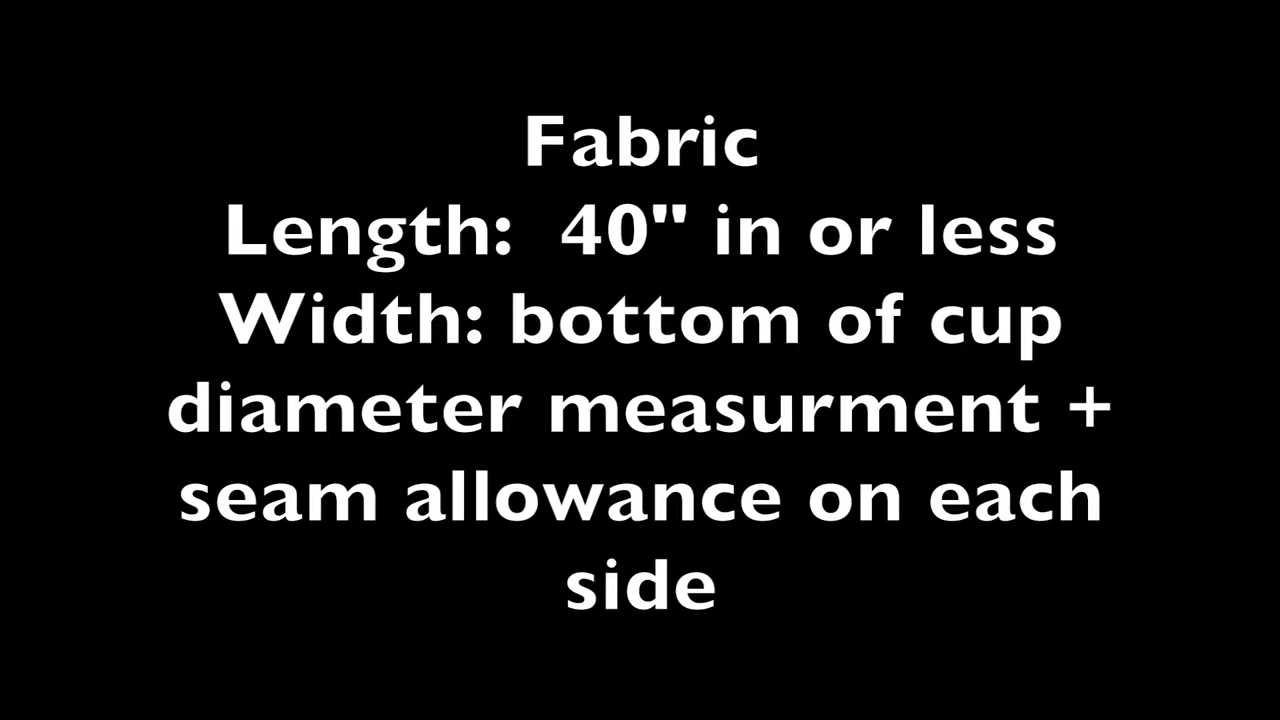 Fabric
Length:  40" in or less
Width: bottom of cup
diameter measurment +
seam allowance on each
side